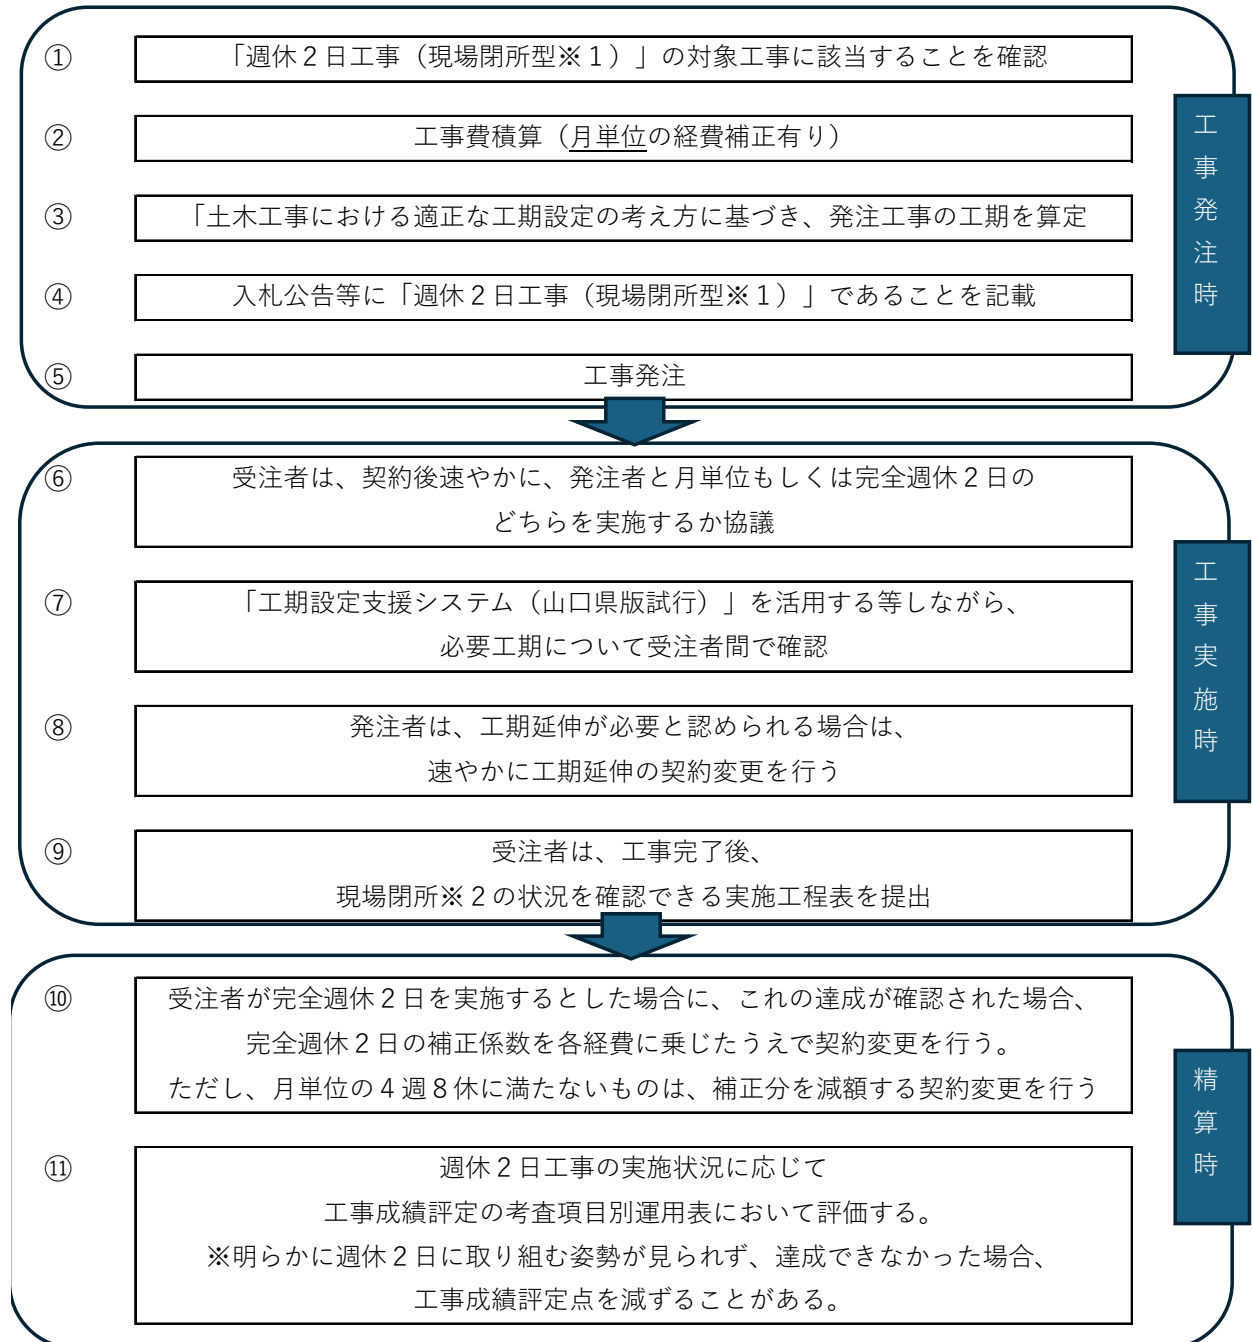 ①
「週休２日工事（現場閉所型※１）」の対象工事に該当することを確認
②
工事費積算（月単位の経費補正有り）
③
「土木工事における適正な工期設定の考え方に基づき、発注工事の工期を算定
④
入札公告等に「週休２日工事（現場閉所型※１）」であることを記載
⑤
工事発注
工事発注時
⑥
受注者は、契約後速やかに、発注者と月単位もしくは完全週休２日の
どちらを実施するか協議
⑦
「工期設定支援システム（山口県版試行）」を活用する等しながら、
必要工期について受注者間で確認
⑧
発注者は、工期延伸が必要と認められる場合は、
速やかに工期延伸の契約変更を行う
⑨
受注者は、工事完了後、
現場閉所※２の状況を確認できる実施工程表を提出
工事実施時
⑩
受注者が完全週休２日を実施するとした場合に、これの達成が確認された場合、
完全週休２日の補正係数を各経費に乗じたうえで契約変更を行う。
ただし、月単位の４週８休に満たないものは、補正分を減額する契約変更を行う
⑪
週休２日工事の実施状況に応じて
工事成績評定の考査項目別運用表において評価する。
※明らかに週休２日に取り組む姿勢が見られず、達成できなかった場合、
工事成績評定点を減ずることがある。
精算時